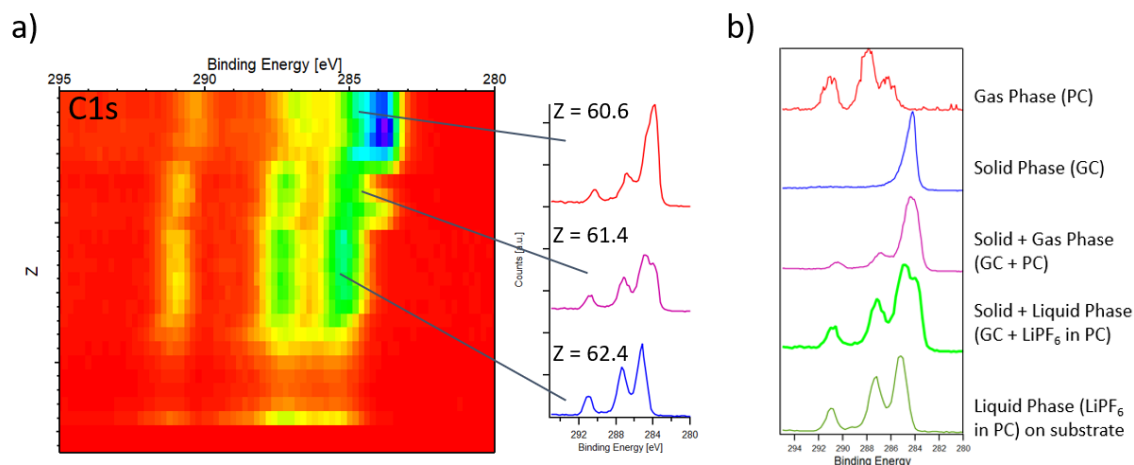 a)
Binding Energy [eV]
295 290 285 280
C1s
Z
Z = 60.6
Z = 61.4
Z = 62.4
Counts [a.u.]
292 288 284 280
Binding Energy [eV]
b)
Gas Phase (PC)
Solid Phase (GC)
Solid + Gas Phase
(GC + PC)
Solid + Liquid Phase
(GC + LiPF6 in PC)
Liquid Phase (LiPF6
in PC) on substrate
294 292 290 288 286 284 282 280
Binding Energy